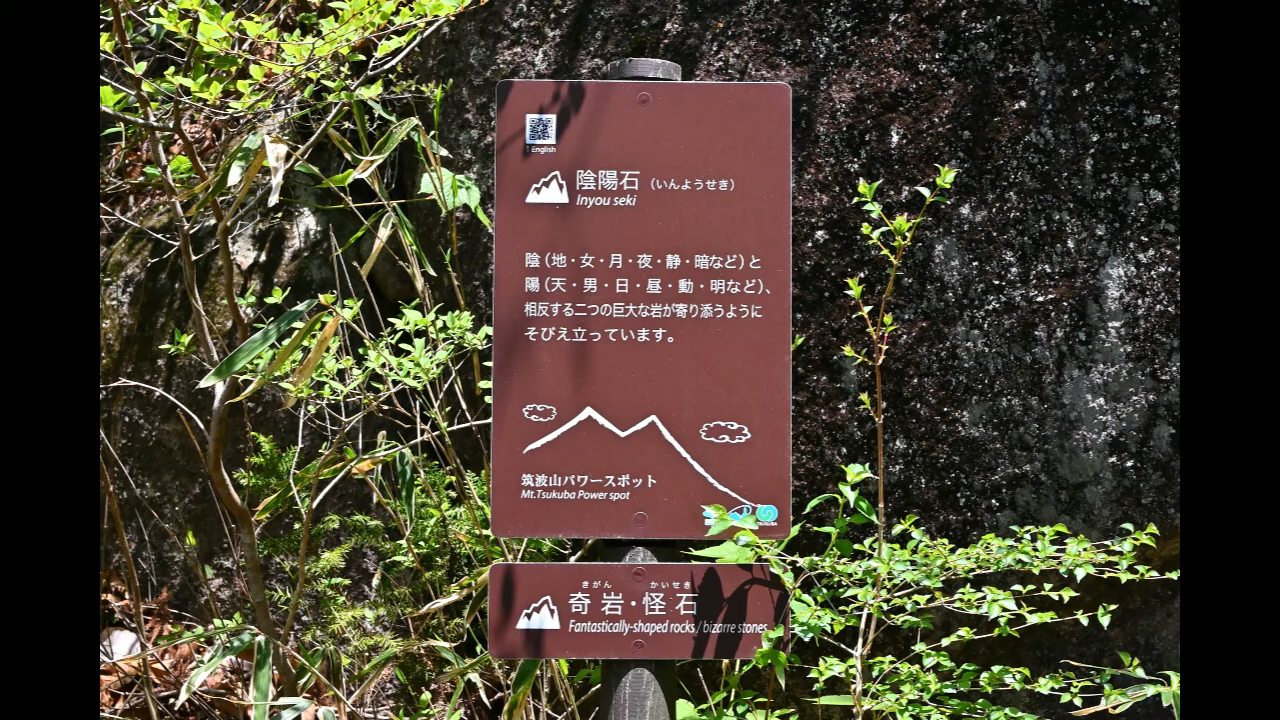 English
陰陽石（いんようせき）
Inyou seki
陰（地・女・月・夜・静・暗など）と
陽（天・男・日・昼・動・明など）、
相反する二つの巨大な岩が寄り添うように
そびえ立っています。
筑波山パワースポット
Mt.Tsukuba Power spot
きがん かいせき
奇岩・怪石
Fantastically-shaped rocks / bizarre stones